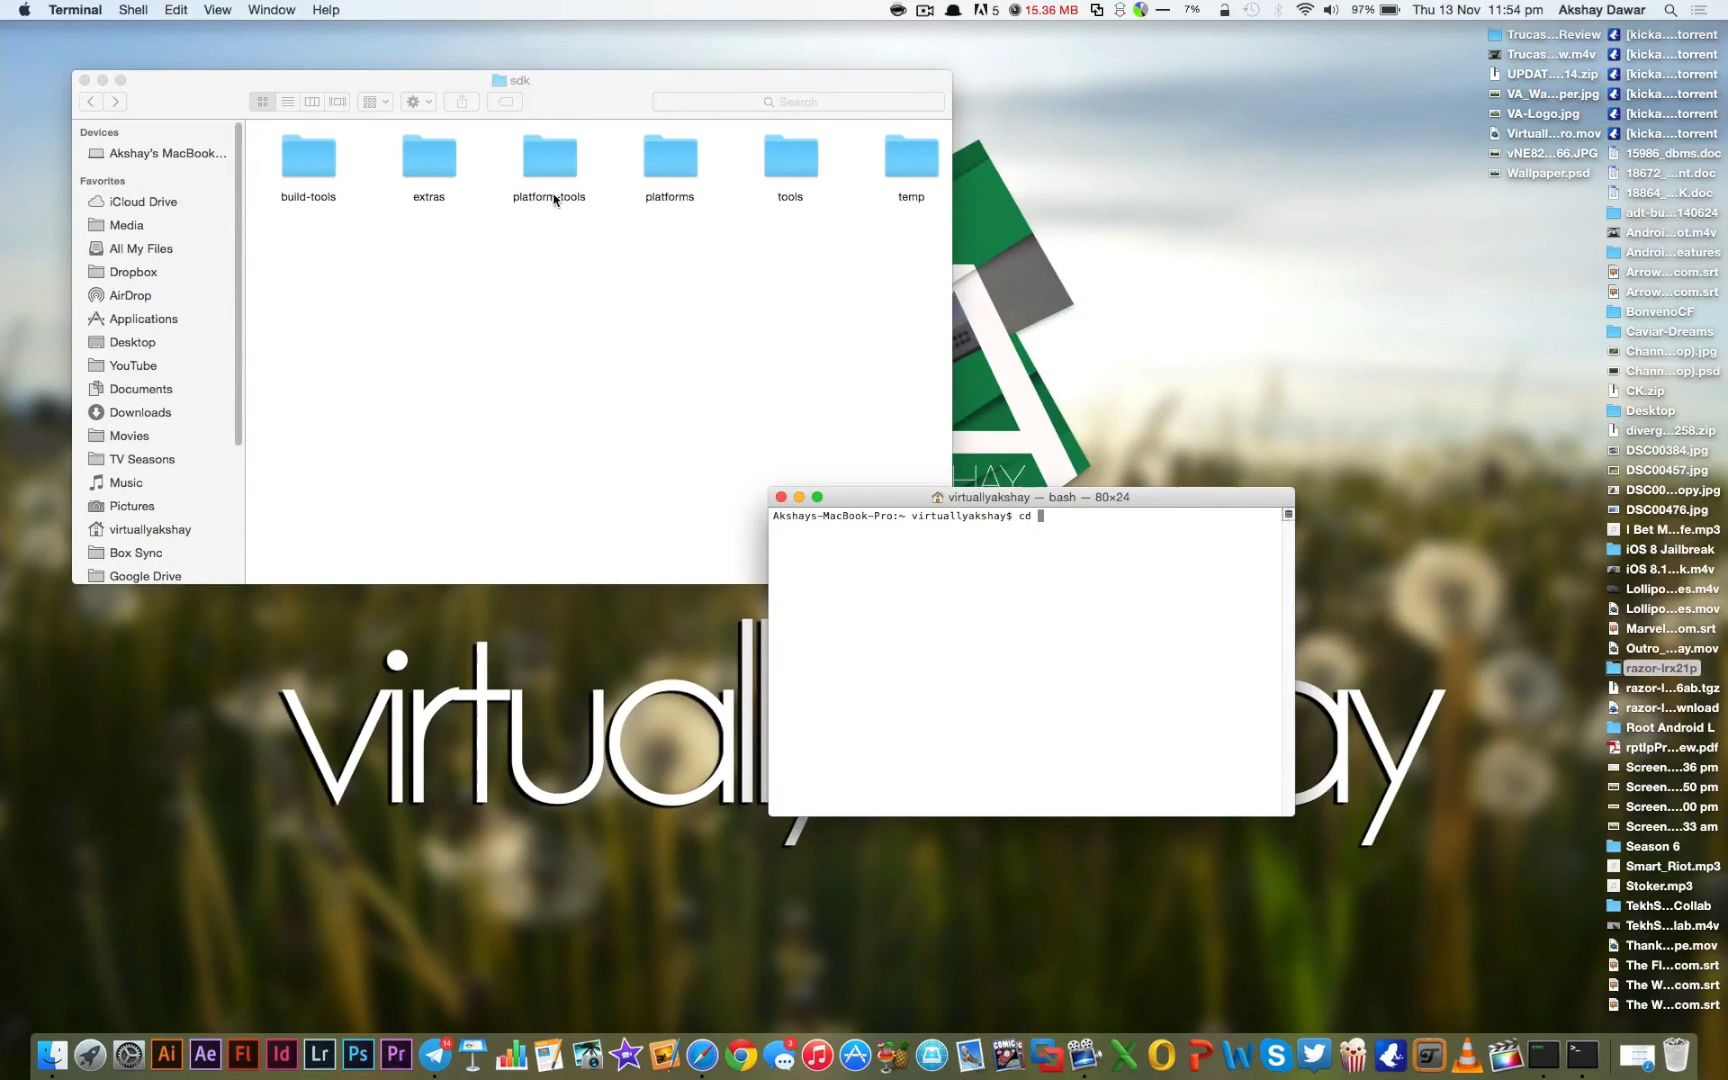 Terminal Shell Edit View Window Help
5 15.36 MB 7% 97% Thu 13 Nov 11:54 pm Akshay Dawar
sdk
Search
Devices
Akshay's MacBook...
Favorites
iCloud Drive
Media
All My Files
Dropbox
AirDrop
Applications
Desktop
YouTube
Documents
Downloads
Movies
TV Seasons
Music
Pictures
virtuallyakshay
Box Sync
Google Drive
build-tools extras platform-tools platforms tools temp
virtuallyakshay — bash — 80×24
Akshays-MacBook-Pro:~ virtuallyakshay$ cd
HAY
virtuall
ay
Trucas...Review
Trucas...w.m4v
UPDAT....14.zip
VA_Wa...per.jpg
VA-Logo.jpg
Virtuall...ro.mov
vNE82...66.JPG
Wallpaper.psd
[kicka....torrent
[kicka....torrent
[kicka....torrent
[kicka....torrent
[kicka....torrent
[kicka....torrent
15986_dbms.doc
18672_...nt.doc
18864_...K.doc
adt-bu...140624
Androi...ot.m4v
Androi...eatures
Arrow...com.srt
Arrow...com.srt
BonvenoCF
Caviar-Dreams
Chann...op).jpg
Chann...op).psd
CK.zip
Desktop
diverg...258.zip
DSC00384.jpg
DSC00457.jpg
DSC00...opy.jpg
DSC00476.jpg
I Bet M...fe.mp3
iOS 8 Jailbreak
iOS 8.1...k.m4v
Lollipo...es.m4v
Lollipo...es.mov
Marvel...om.srt
Outro_...ay.mov
razor-lrx21p
razor-l...6ab.tgz
razor-l...wnload
Root Android L
rptIpPr...ew.pdf
Screen....36 pm
Screen....50 pm
Screen....00 pm
Screen....33 am
Season 6
Smart_Riot.mp3
Stoker.mp3
TekhS...Collab
TekhS...lab.m4v
Thank...pe.mov
The Fl...com.srt
The W...com.srt
The W...com.srt
Ai Ae Fl Id Lr Ps Pr 14 3
COMIC